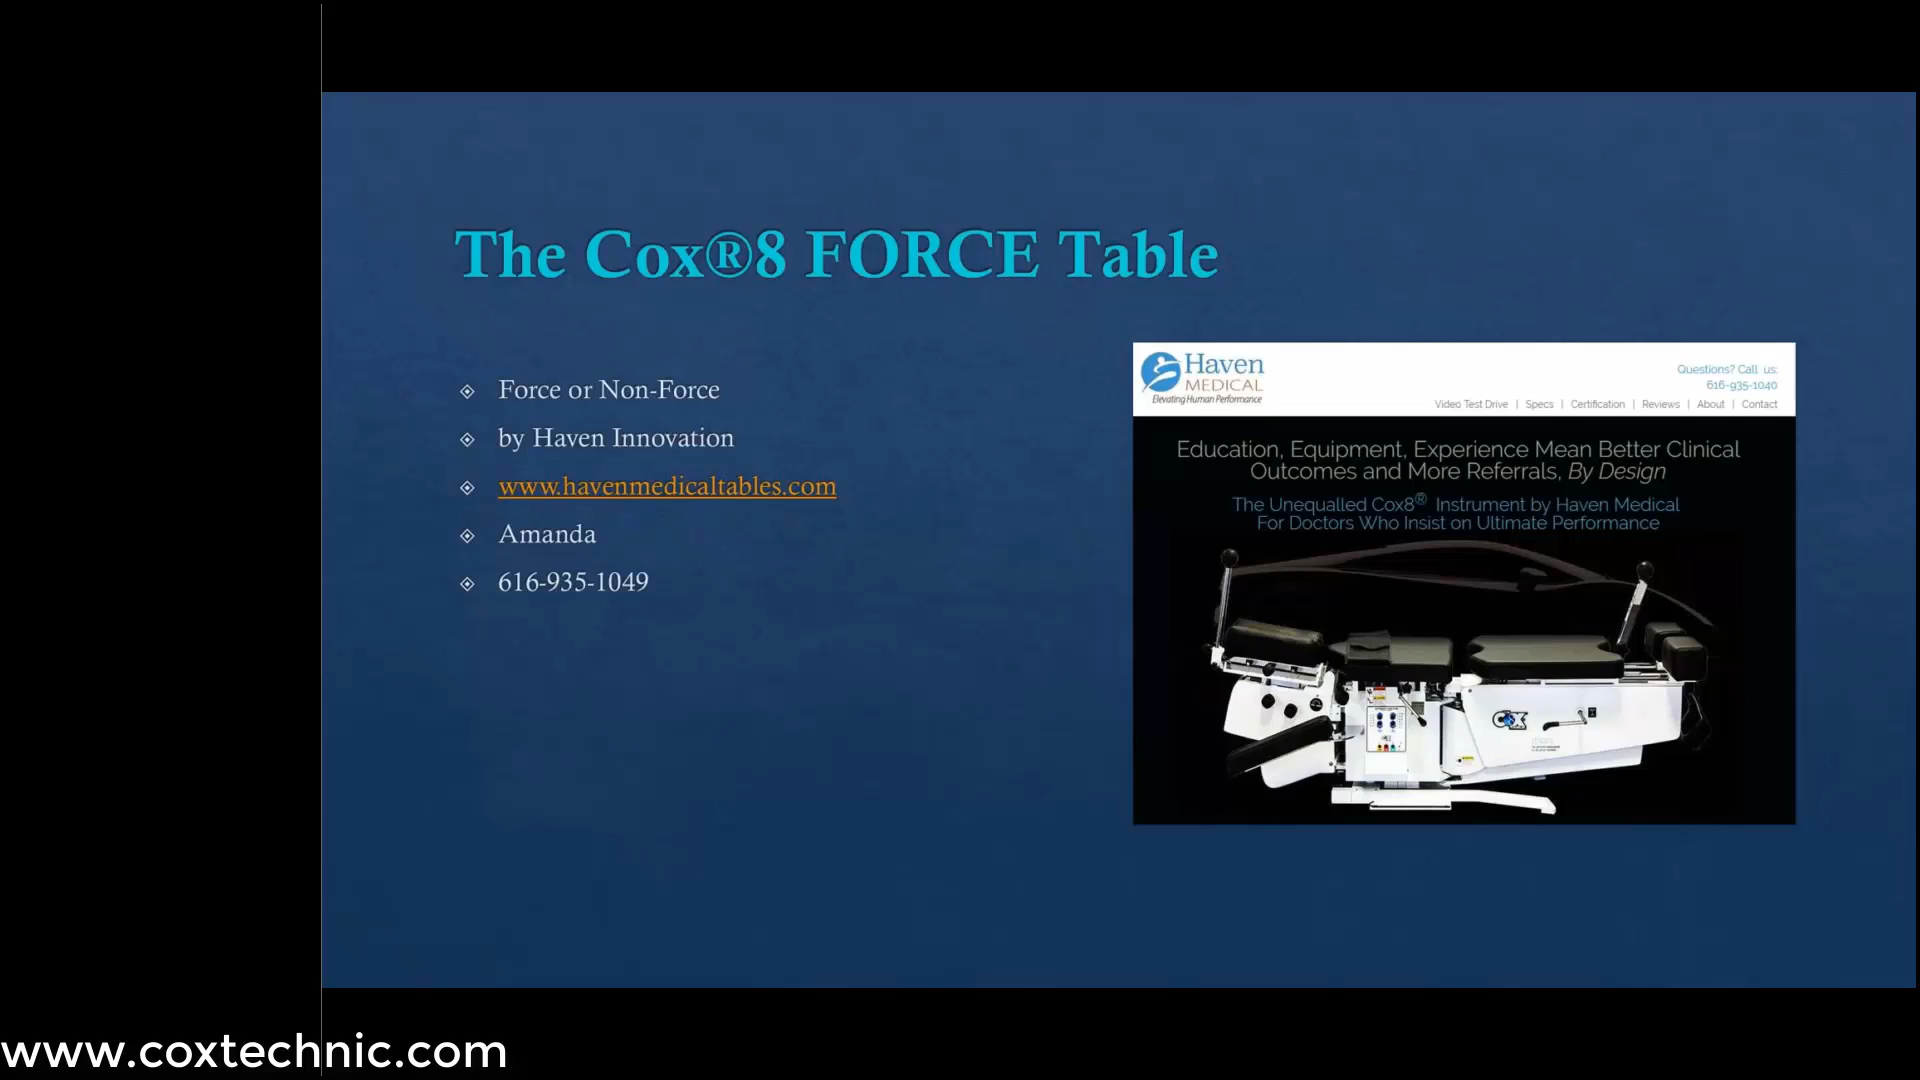 The Cox®8 FORCE Table
Force or Non-Force
by Haven Innovation
www.havenmedicaltables.com
Amanda
616-935-1049
Haven
MEDICAL
Elevating Human Performance
Questions? Call us:
616-935-1040
Video Test Drive | Specs | Certification | Reviews | About | Contact
Education, Equipment, Experience Mean Better Clinical
Outcomes and More Referrals, By Design
The Unequalled Cox8® Instrument by Haven Medical
For Doctors Who Insist on Ultimate Performance
COX
www.coxtechnic.com